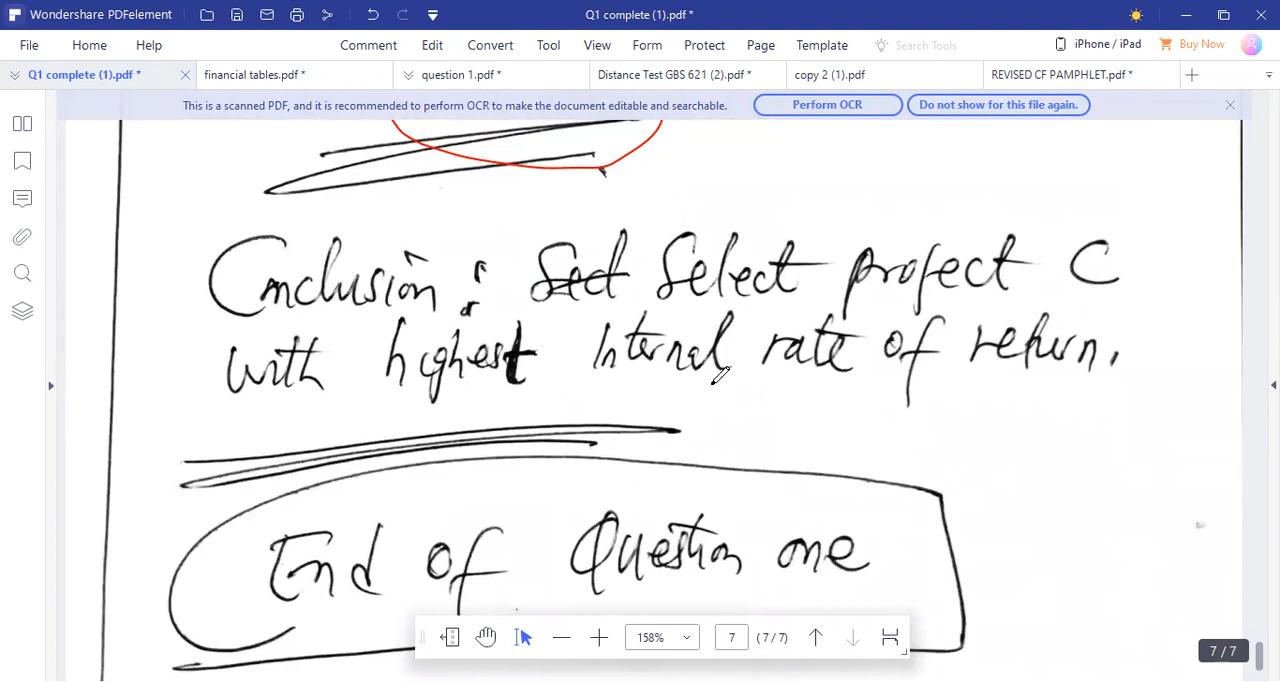 Wondershare PDFelement
Q1 complete (1).pdf *
File Home Help Comment Edit Convert Tool View Form Protect Page Template Search Tools iPhone / iPad Buy Now
Q1 complete (1).pdf * financial tables.pdf * question 1.pdf * Distance Test GBS 621 (2).pdf * copy 2 (1).pdf REVISED CF PAMPHLET.pdf *
This is a scanned PDF, and it is recommended to perform OCR to make the document editable and searchable. Perform OCR Do not show for this file again.
Conclusion: Select project C
with highest Internal rate of return.
End of Question one
158% 7 (7/7)
7 / 7